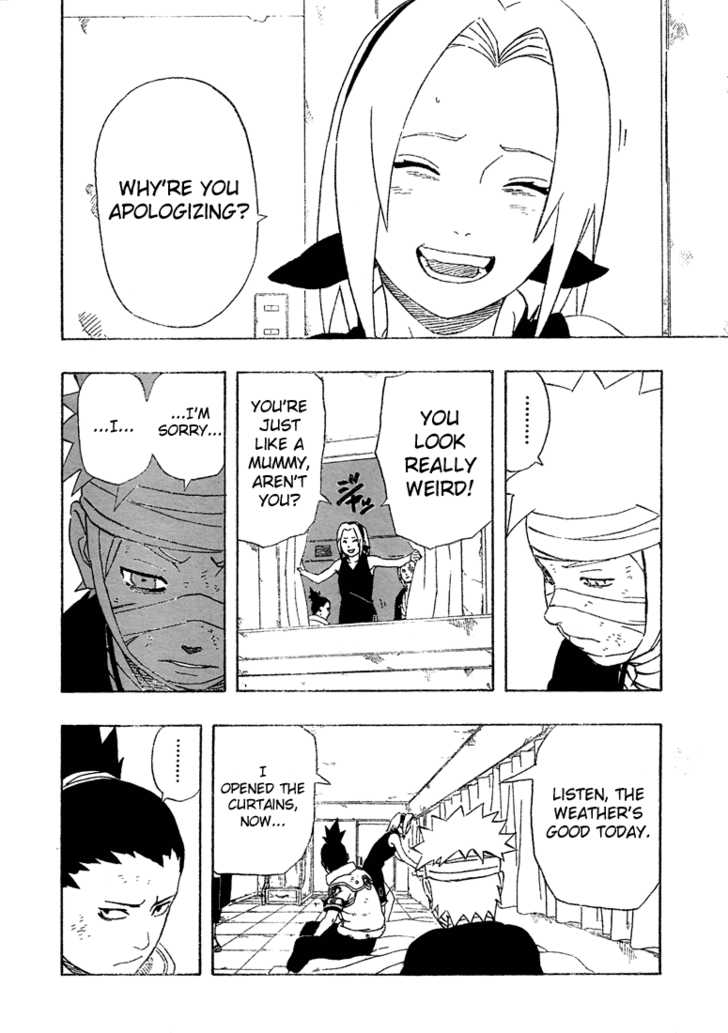 WHY'RE YOU
APOLOGIZING?
.........
YOU
LOOK
REALLY
WEIRD!
YOU'RE
JUST
LIKE A
MUMMY,
AREN'T
YOU?
ジャッ
...I'M
SORRY...
...I...
LISTEN, THE
WEATHER'S
GOOD TODAY.
I
OPENED THE
CURTAINS,
NOW...
.........